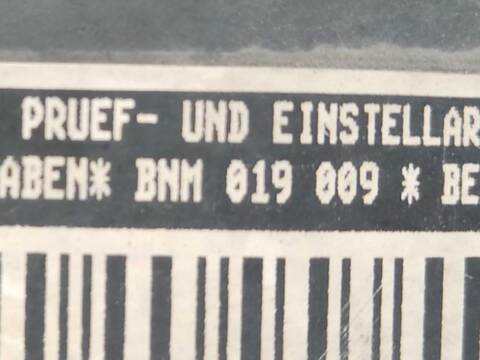 PRUEF- UND EINSTELLAR
ABEN* BNM 019 009 * BE